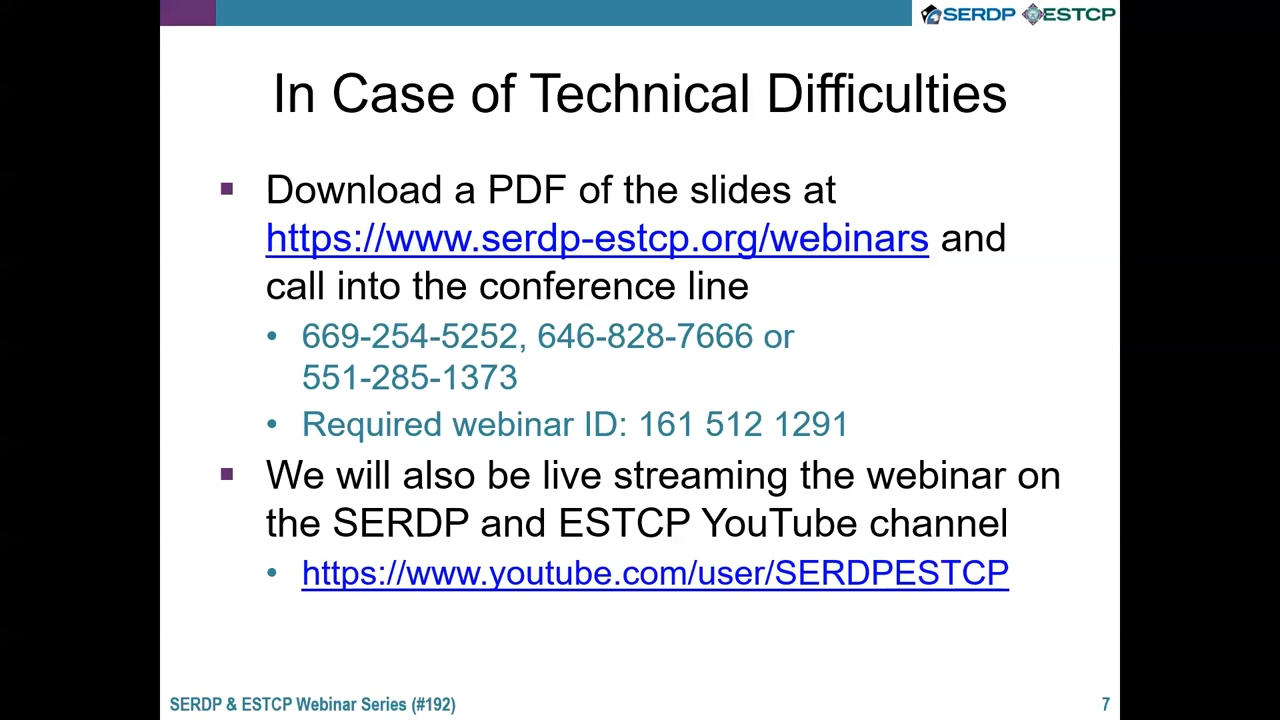 SERDP ESTCP
In Case of Technical Difficulties
▪ Download a PDF of the slides at
https://www.serdp-estcp.org/webinars and
call into the conference line
• 669-254-5252, 646-828-7666 or
551-285-1373
• Required webinar ID: 161 512 1291
▪ We will also be live streaming the webinar on
the SERDP and ESTCP YouTube channel
• https://www.youtube.com/user/SERDPESTCP
SERDP & ESTCP Webinar Series (#192)
7